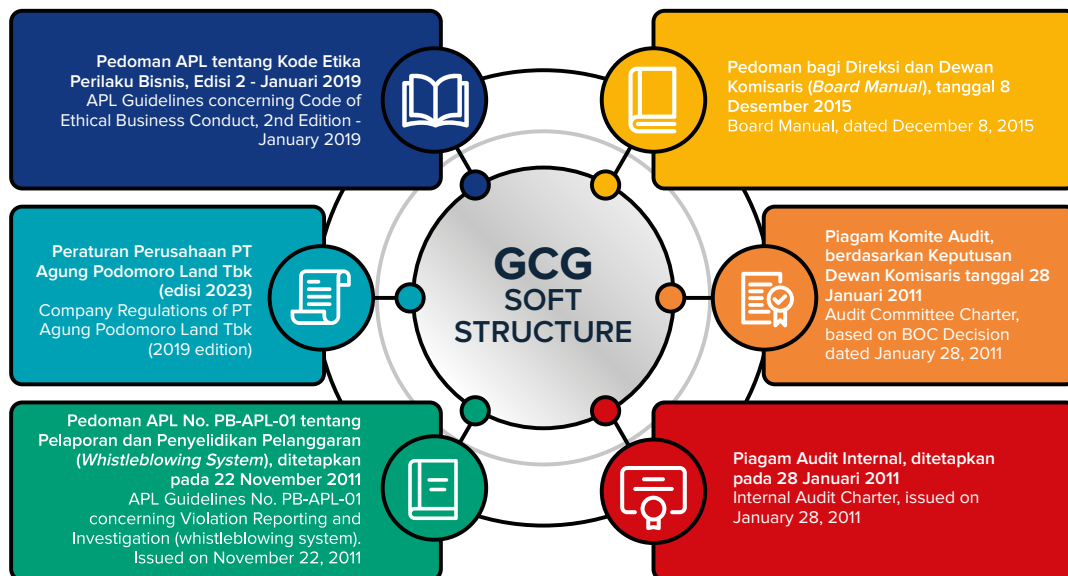 Pedoman APL tentang Kode Etika
Perilaku Bisnis, Edisi 2 - Januari 2019
APL Guidelines concerning Code of
Ethical Business Conduct, 2nd Edition -
January 2019
Pedoman bagi Direksi dan Dewan
Komisaris (Board Manual), tanggal 8
Desember 2015
Board Manual, dated December 8, 2015
Peraturan Perusahaan PT
Agung Podomoro Land Tbk
(edisi 2023)
Company Regulations of PT
Agung Podomoro Land Tbk
(2019 edition)
GCG
SOFT
STRUCTURE
Piagam Komite Audit,
berdasarkan Keputusan
Dewan Komisaris tanggal 28
Januari 2011
Audit Committee Charter,
based on BOC Decision
dated January 28, 2011
Pedoman APL No. PB-APL-01 tentang
Pelaporan dan Penyelidikan Pelanggaran
(Whistleblowing System), ditetapkan
pada 22 November 2011
APL Guidelines No. PB-APL-01
concerning Violation Reporting and
Investigation (whistleblowing system).
Issued on November 22, 2011
Piagam Audit Internal, ditetapkan
pada 28 Januari 2011
Internal Audit Charter, issued on
January 28, 2011